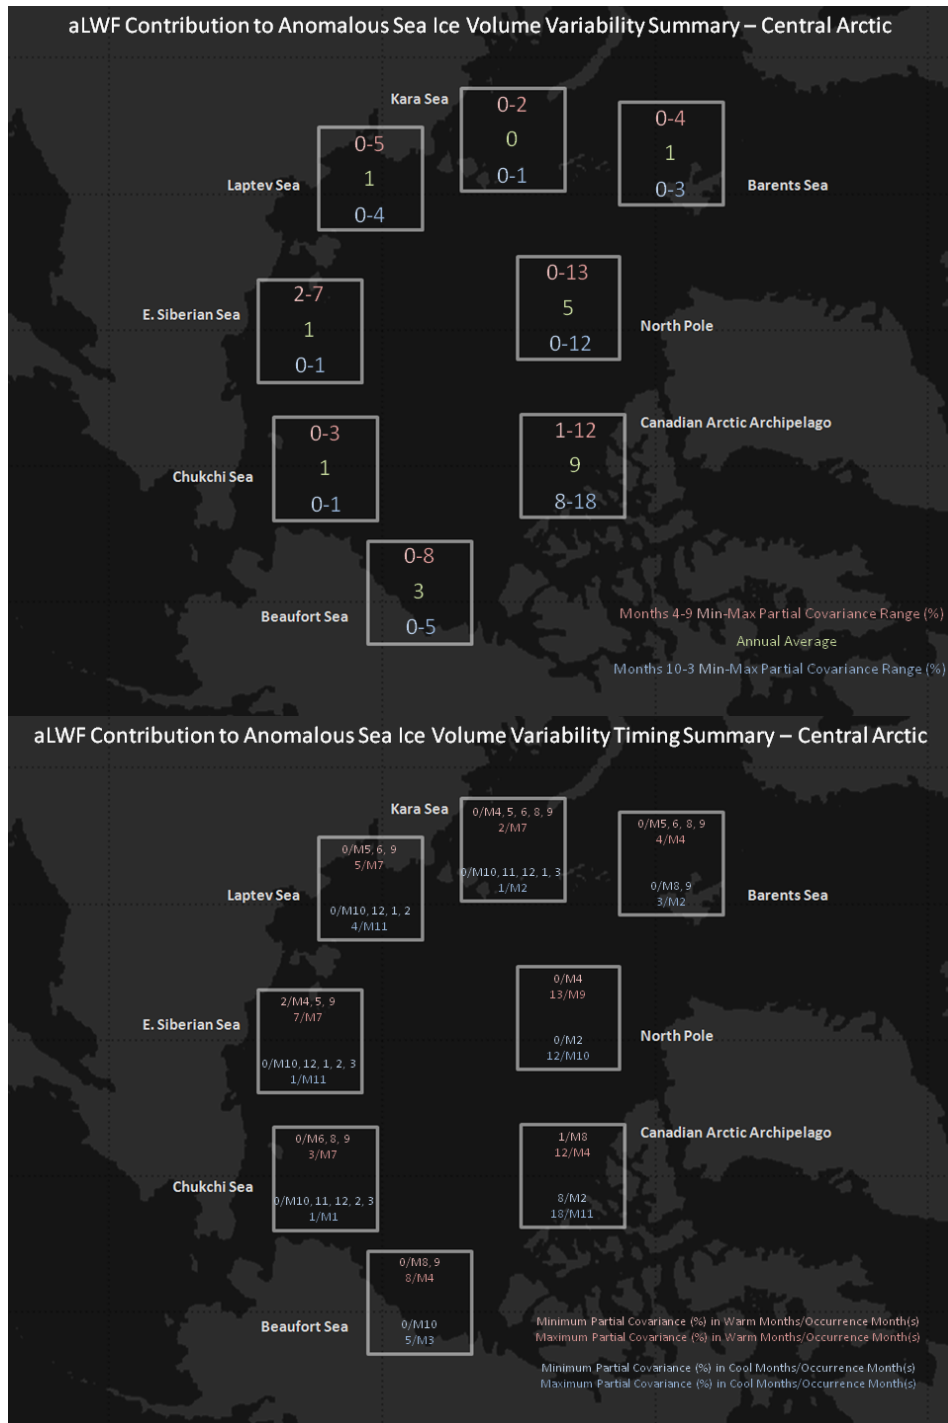 aLWF Contribution to Anomalous Sea Ice Volume Variability Summary – Central Arctic
Kara Sea
0-2
0
0-1
0-4
1
0-3
Barents Sea
Laptev Sea
0-5
1
0-4
E. Siberian Sea
2-7
1
0-1
0-13
5
0-12
North Pole
Chukchi Sea
0-3
1
0-1
1-12
9
8-18
Canadian Arctic Archipelago
Beaufort Sea
0-8
3
0-5
Months 4-9 Min-Max Partial Covariance Range (%)
Annual Average
Months 10-3 Min-Max Partial Covariance Range (%)
aLWF Contribution to Anomalous Sea Ice Volume Variability Timing Summary – Central Arctic
Kara Sea
0/M4, 5, 6, 8, 9
2/M7
0/M10, 11, 12, 1, 3
1/M2
0/M5, 6, 8, 9
4/M4
0/M8, 9
3/M2
Barents Sea
Laptev Sea
0/M5, 6, 9
5/M7
0/M10, 12, 1, 2
4/M11
E. Siberian Sea
2/M4, 5, 9
7/M7
0/M10, 12, 1, 2, 3
1/M11
0/M4
13/M9
0/M2
12/M10
North Pole
Chukchi Sea
0/M6, 8, 9
3/M7
0/M10, 11, 12, 2, 3
1/M1
1/M8
12/M4
8/M2
18/M11
Canadian Arctic Archipelago
Beaufort Sea
0/M8, 9
8/M4
0/M10
5/M3
Minimum Partial Covariance (%) in Warm Months/Occurrence Month(s)
Maximum Partial Covariance (%) in Warm Months/Occurrence Month(s)
Minimum Partial Covariance (%) in Cool Months/Occurrence Month(s)
Maximum Partial Covariance (%) in Cool Months/Occurrence Month(s)